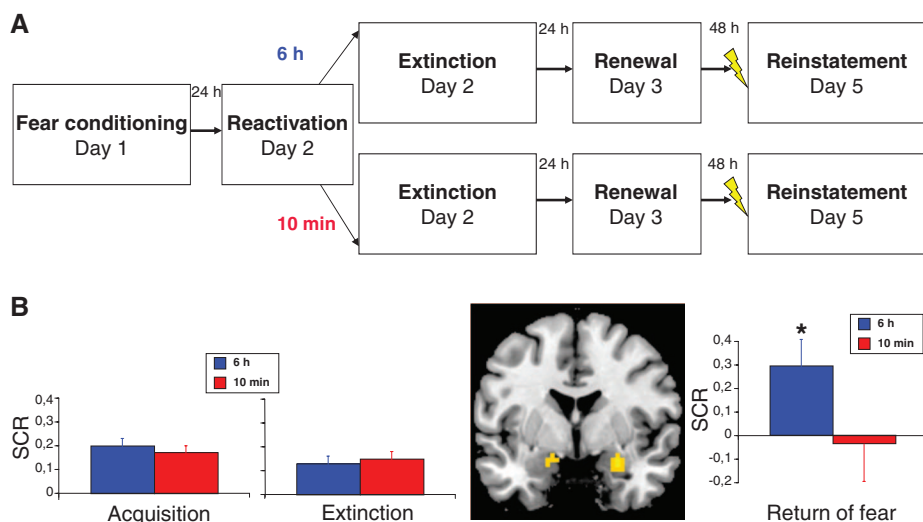 A
6 h
24 h
Fear conditioning
Day 1
Reactivation
Day 2
10 min
Extinction
Day 2
24 h
Renewal
Day 3
48 h
Reinstatement
Day 5
Extinction
Day 2
24 h
Renewal
Day 3
48 h
Reinstatement
Day 5
B
SCR
0,4
0,3
0,2
0,1
0
6 h
10 min
Acquisition
Extinction
SCR
0,4
0,3
0,2
0,1
0
-0,1
-0,2
*
6 h
10 min
Return of fear